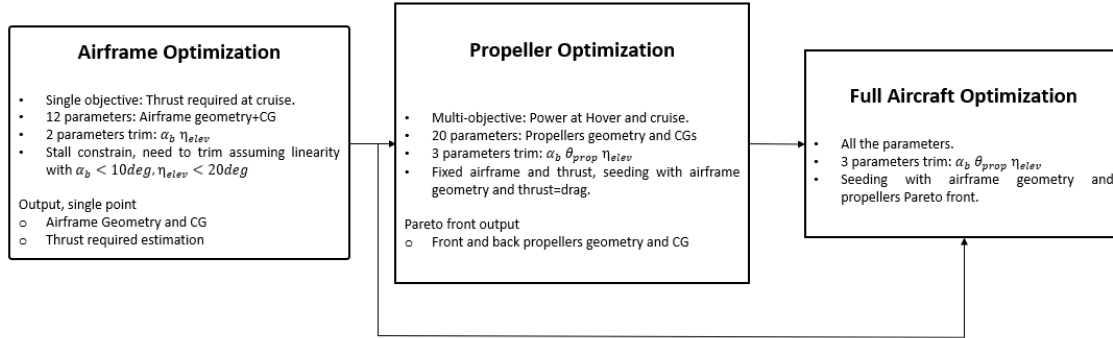 Airframe Optimization
• Single objective: Thrust required at cruise.
• 12 parameters: Airframe geometry+CG
• 2 parameters trim: α_b η_elev
• Stall constrain, need to trim assuming linearity
with α_b < 10deg, η_elev < 20deg
Output, single point
o Airframe Geometry and CG
o Thrust required estimation
Propeller Optimization
• Multi-objective: Power at Hover and cruise.
• 20 parameters: Propellers geometry and CGs
• 3 parameters trim: α_b θ_prop η_elev
• Fixed airframe and thrust, seeding with airframe
geometry and thrust=drag.
Pareto front output
o Front and back propellers geometry and CG
Full Aircraft Optimization
• All the parameters.
• 3 parameters trim: α_b θ_prop η_elev
• Seeding with airframe geometry and
propellers Pareto front.